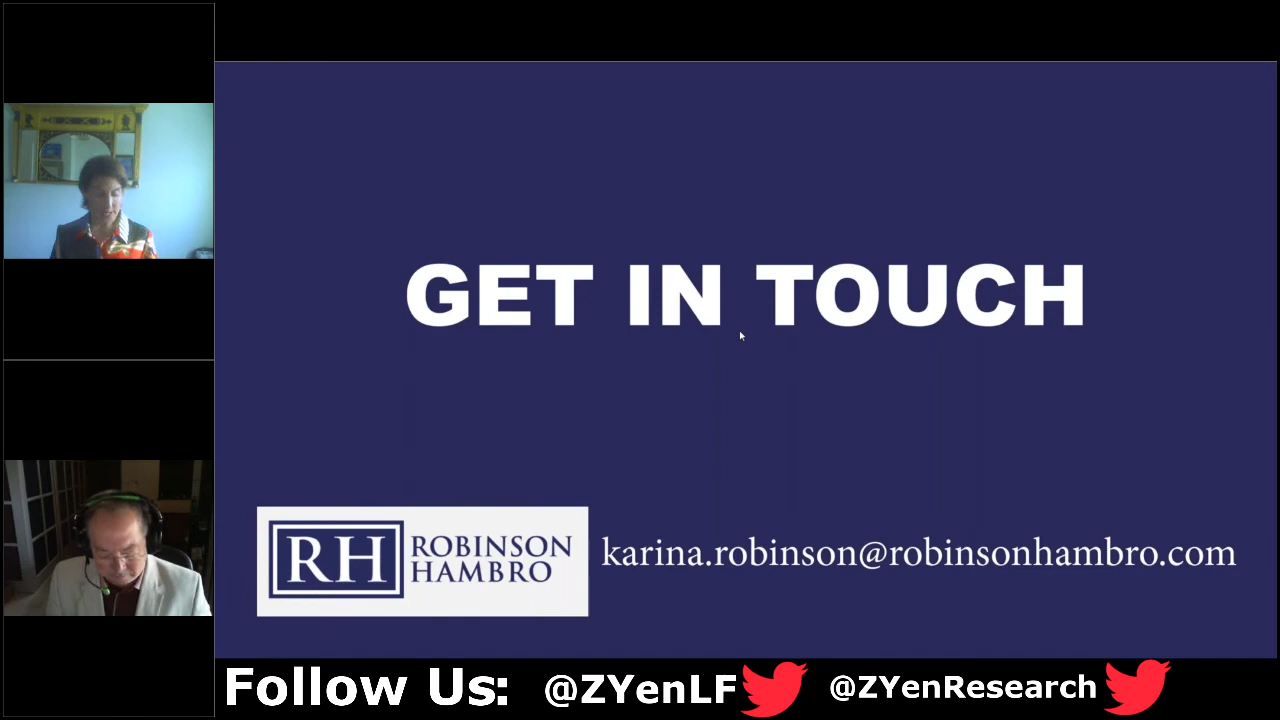 GET IN TOUCH
RH ROBINSON
HAMBRO
karina.robinson@robinsonhambro.com
Follow Us: @ZYenLF @ZYenResearch